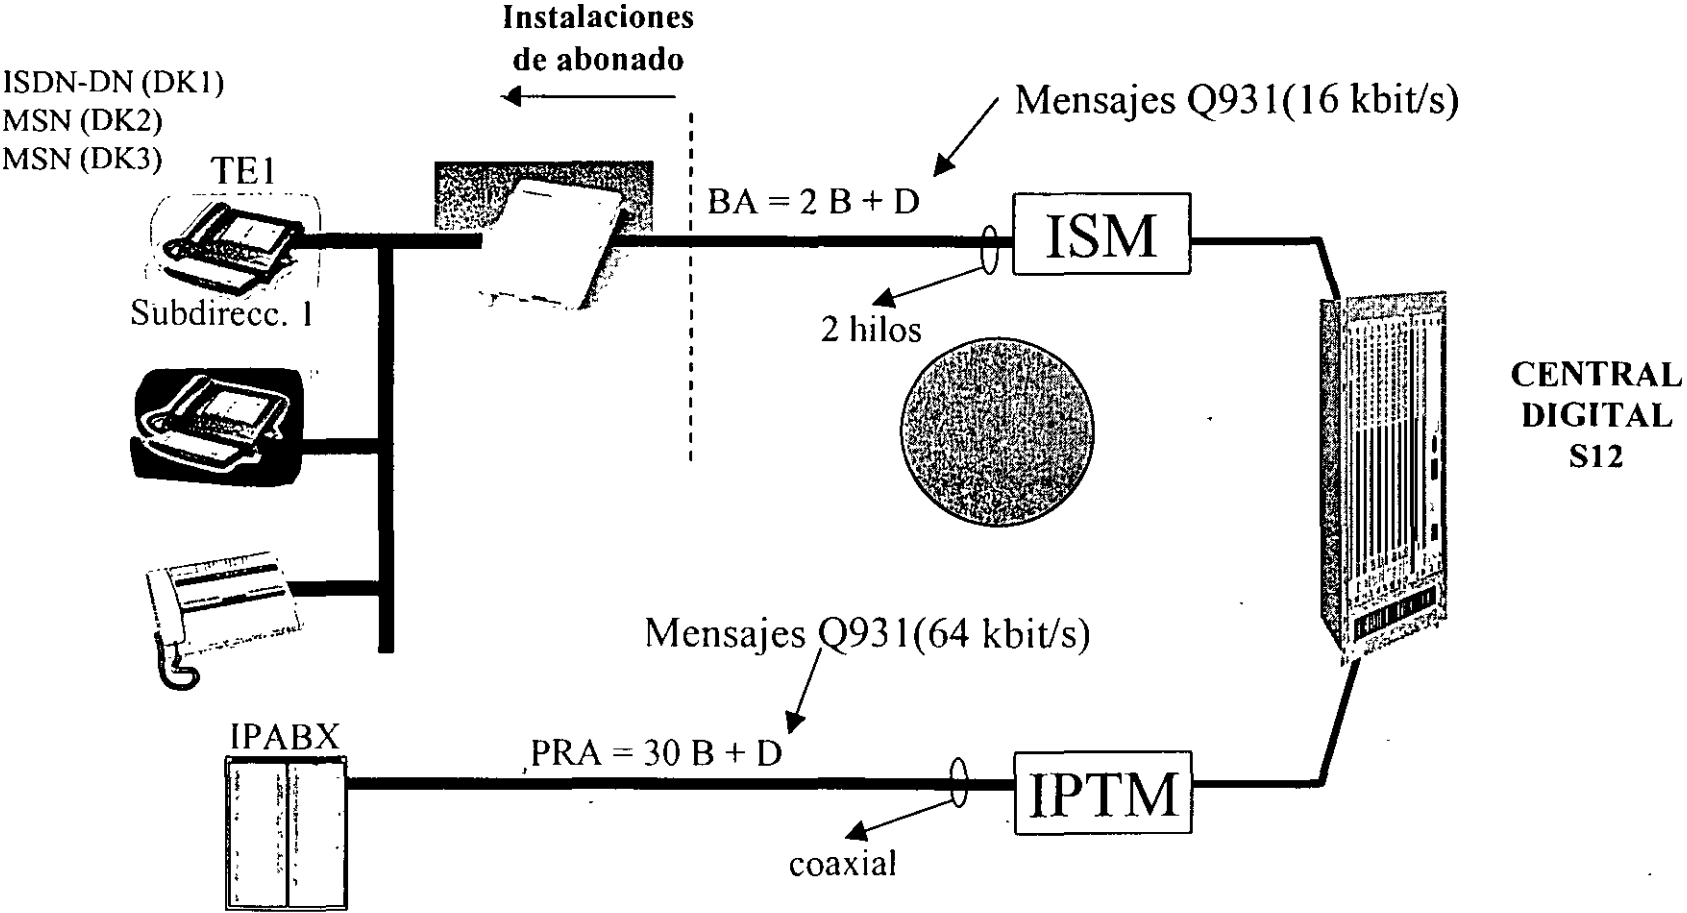 Instalaciones
de abonado
ISDN-DN (DK1)
MSN (DK2)
MSN (DK3)
TE1
Subdirecc. 1
Mensajes Q931(16 kbit/s)
BA = 2 B + D
ISM
2 hilos
CENTRAL
DIGITAL
S12
Mensajes Q931(64 kbit/s)
IPABX
PRA = 30 B + D
IPTM
coaxial